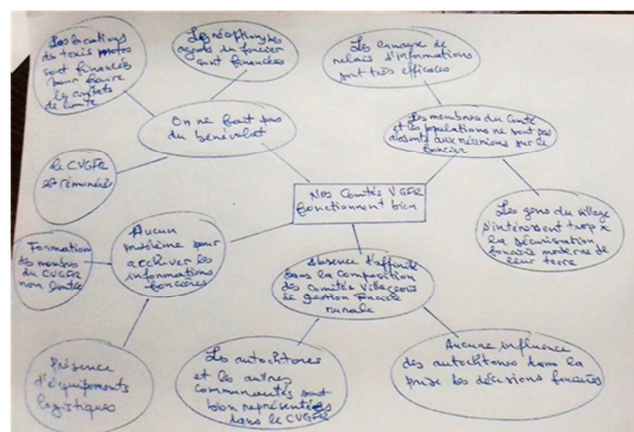 Les locations
des taxis motos
sont financés
pour faire
les constats
de limite
Les réceptions des
agents du foncier
sont financées
Les canaux de
relais d'informations
sont très efficaces
On ne fait pas
du bénévolat
Les membres du Comité
et les populations ne sont pas
absents aux réunions sur le
foncier
le CVGFR
est rémunéré
Nos Comités VGFR
fonctionnent bien
Les gens du village
s'intéressent trop à
la sécurisation
foncière moderne de
leur terre
Aucun
problème pour
archiver les
informations
foncières
Formation
des membres
du CVGFR
non limitée
Absence d'affinité
dans la composition
des Comités Villageois
de gestion Foncière
rurale
Présence
d'équipements
logistiques
Les autochtones
et les autres
communautés sont
bien représentées
dans le CVGFR
Aucune influence
des autochtones dans la
prise des décisions foncières